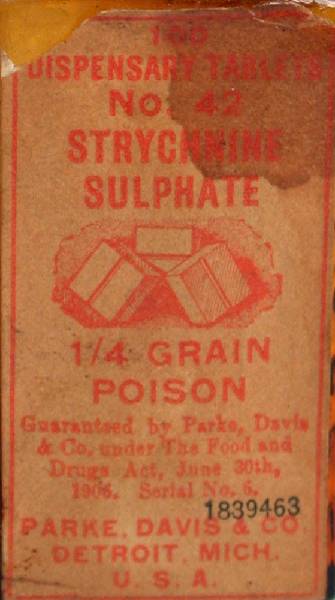 100
DISPENSARY TABLETS
No. 42
STRYCHNINE
SULPHATE
1/4 GRAIN
POISON
Guaranteed by Parke, Davis
& Co. under The Food and
Drugs Act, June 30th,
1906. Serial No. 6.
1839463
PARKE, DAVIS & CO.
DETROIT, MICH.
U. S. A.